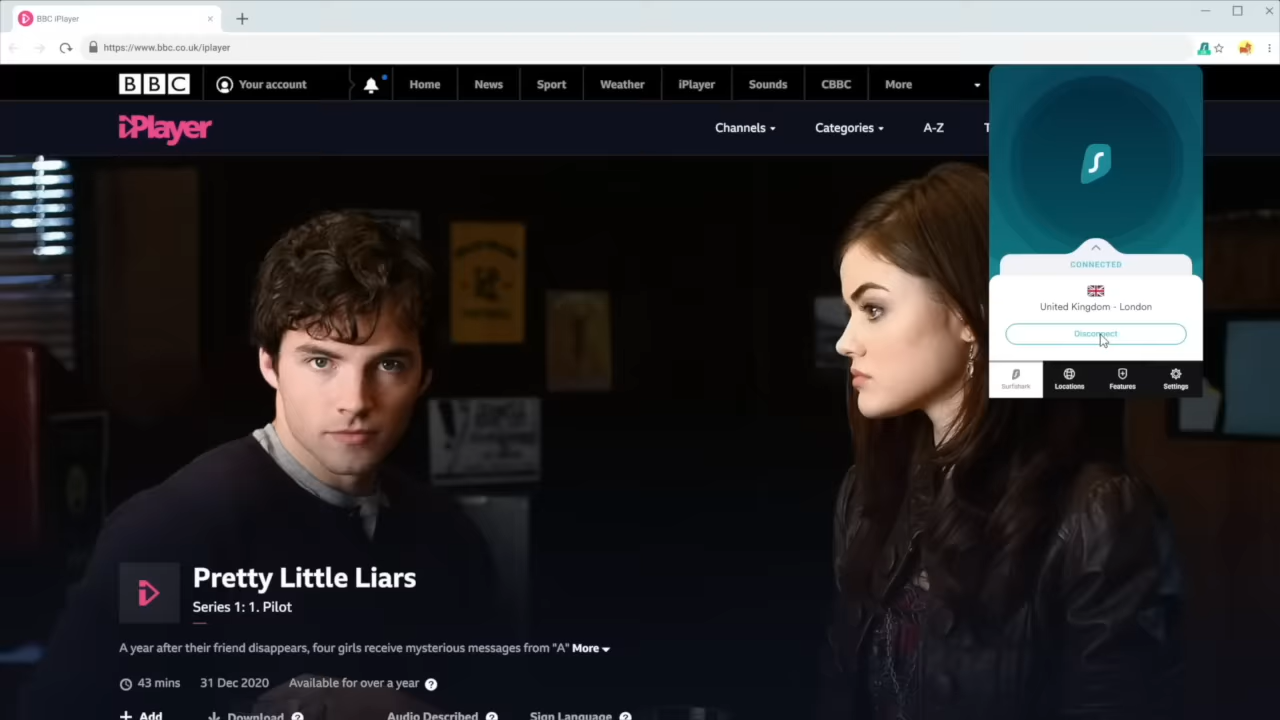 BBC iPlayer
https://www.bbc.co.uk/iplayer
BBC Your account Home News Sport Weather iPlayer Sounds CBBC More
iPlayer Channels Categories A-Z T
CONNECTED
United Kingdom - London
Disconnect
Surfshark Locations Features Settings
Pretty Little Liars
Series 1: 1. Pilot
A year after their friend disappears, four girls receive mysterious messages from "A" More
43 mins 31 Dec 2020 Available for over a year ?
+ Add Download ? Audio Described ? Sign Language ?